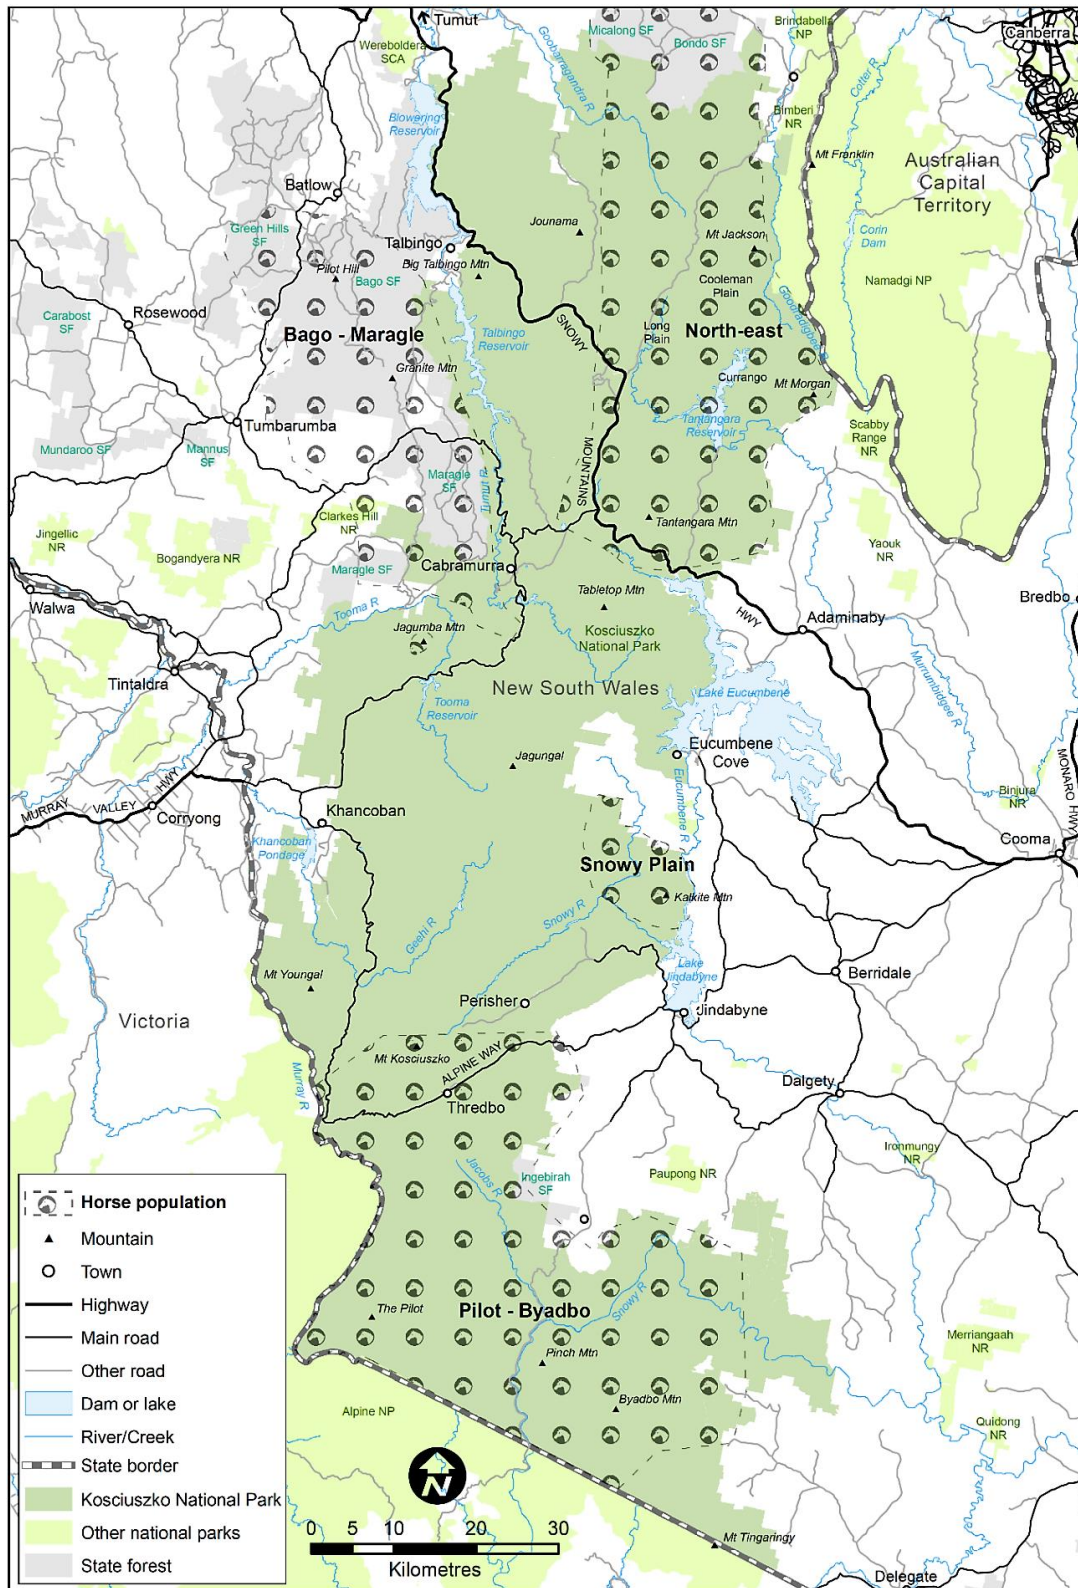 Tumut
Wereboldera
SCA
Micalong SF
Bondo SF
Brindabella
NP
Canberra
Goobarragandra R
Cotter R
Blowering
Reservoir
Bimberi
NR
Mt Franklin
Australian
Capital
Territory
Batlow
Green Hills
SF
Jounama
Mt Jackson
Corin
Dam
Talbingo
Big Talbingo Mtn
Pilot Hill
Bago SF
Cooleman
Plain
Namadgi NP
Goodradigbee R
Carabost
SF
Rosewood
Bago - Maragle
Talbingo
Reservoir
SNOWY
Long
Plain
North-east
Granite Mtn
Currango
Mt Morgan
Tumbarumba
Tantangara
Reservoir
Scabby
Range
NR
Mundaroo SF
Mannus
SF
MOUNTAINS
Maragle
SF
Tumut R
Jingellic
NR
Bogandyera NR
Clarkes Hill
NR
Tantangara Mtn
Yaouk
NR
Maragle SF
Cabramurra
Walwa
Tooma R
Tabletop Mtn
HWY
Bredbo
Adaminaby
Jagumba Mtn
Kosciuszko
National Park
Tintaldra
New South Wales
Lake Eucumbene
Murrumbidgee R
Tooma
Reservoir
Jagungal
Eucumbene
Cove
MURRAY
VALLEY
HWY
Corryong
Khancoban
Eucumbene R
Binjura
NR
MONARO HWY
Cooma
Khancoban
Pondage
Snowy Plain
Katkite Mtn
Snowy R
Geehi R
Mt Youngal
Lake
Jindabyne
Berridale
Victoria
Perisher
Jindabyne
Mt Kosciuszko
ALPINE WAY
Murray R
Thredbo
Dalgety
Jacobs R
Ingebirah
SF
Paupong NR
Ironmungy
NR
Horse population
Mountain
Town
Highway
Main road
Other road
Dam or lake
River/Creek
State border
Kosciuszko National Park
Other national parks
State forest
The Pilot
Pilot - Byadbo
Snowy R
Pinch Mtn
Byadbo Mtn
Merriangaah
NR
Alpine NP
Quidong
NR
N
0 5 10 20 30
Kilometres
Mt Tingaringy
Delegate